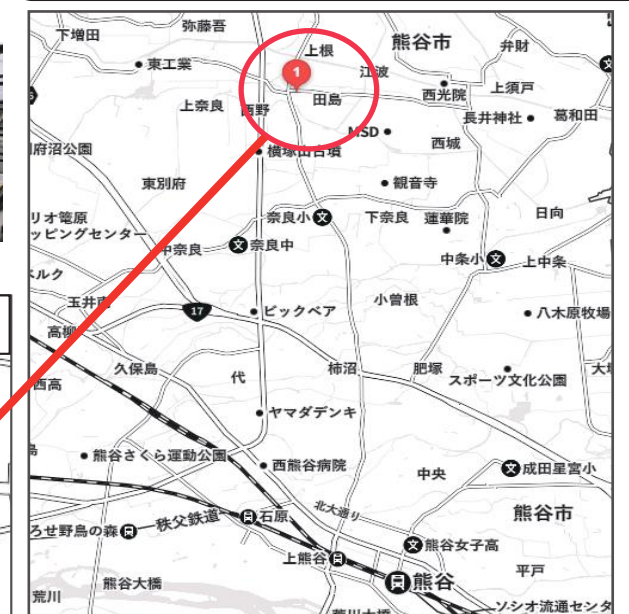 弥藤吾
下増田
上根
熊谷市
弁財
東工業
1
江波
上奈良
西野
田島
西光院
上須戸
長井神社
葛和田
MSD
西城
府沼公園
横塚山古墳
東別府
観音寺
日向
リオ篭原
ッピングセンター
奈良小
下奈良
蓮華院
中奈良
奈良中
中条小
上中条
ベルク
玉井南
17
ビックベア
小曽根
八木原牧場
高柳
久保島
代
柿沼
肥塚
スポーツ文化公園
西高
ヤマダデンキ
熊谷さくら運動公園
西熊谷病院
中央
成田星宮小
北大通り
熊谷市
ろせ野鳥の森
秩父鉄道
石原
上熊谷
熊谷女子高
熊谷
平戸
荒川
熊谷大橋
荒川大橋
ソシオ流通センタ